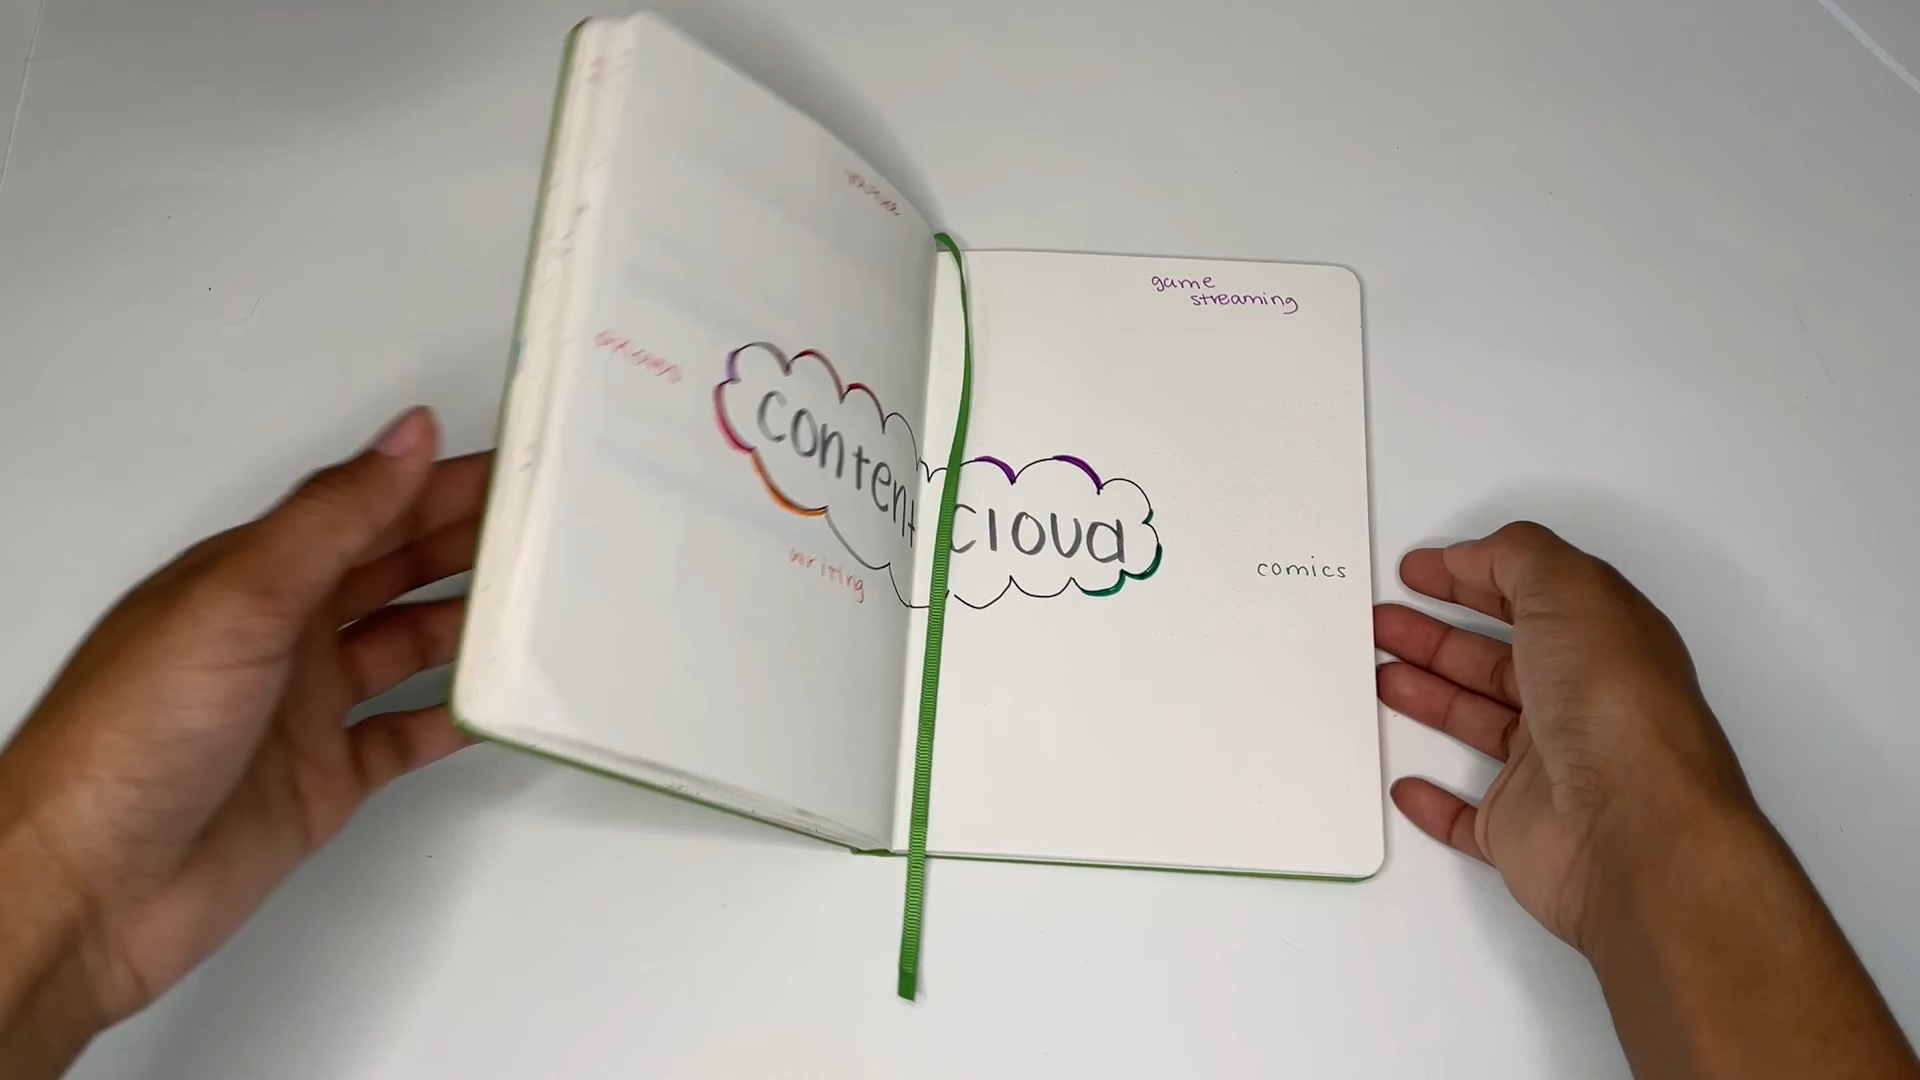 content cloud
writing
game
streaming
comics